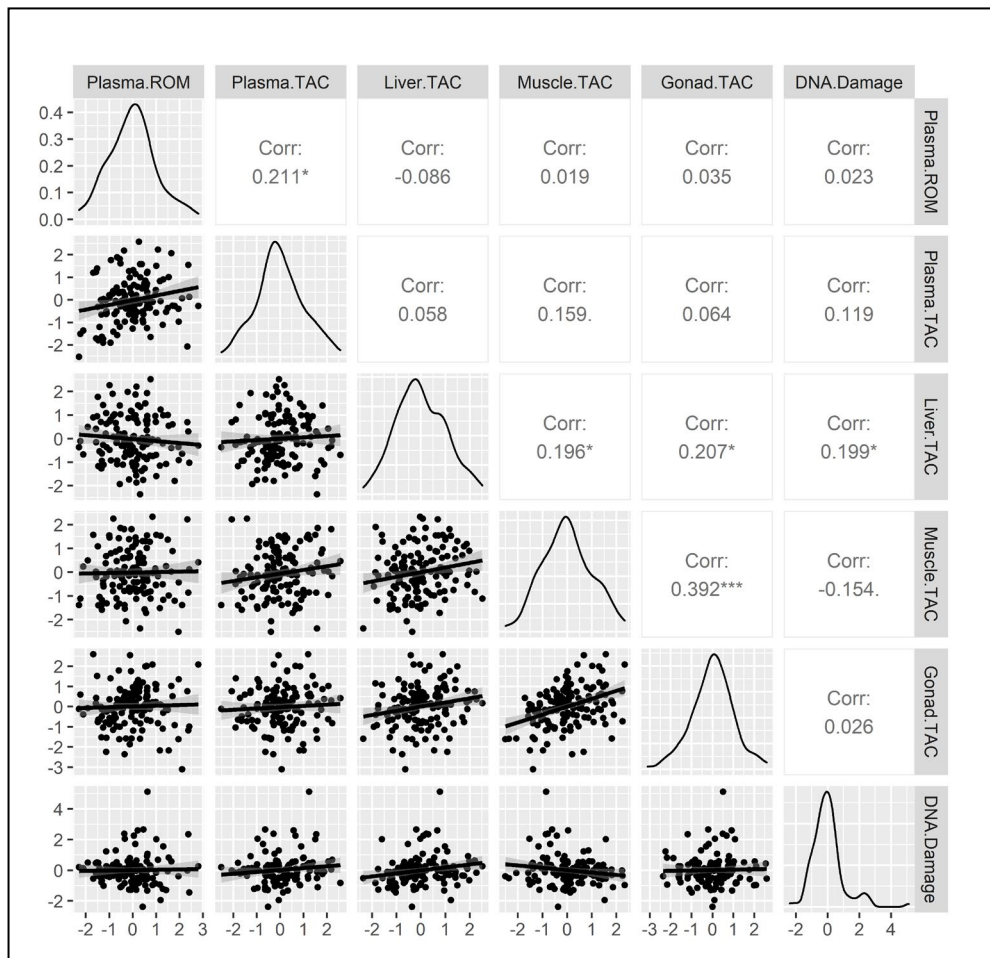 Plasma.ROM Plasma.TAC Liver.TAC Muscle.TAC Gonad.TAC DNA.Damage
0.4
0.3
0.2
0.1
0.0
Corr:
0.211*
Corr:
-0.086
Corr:
0.019
Corr:
0.035
Corr:
0.023
Plasma.ROM
2
1
0
-1
-2
Corr:
0.058
Corr:
0.159.
Corr:
0.064
Corr:
0.119
Plasma.TAC
2
1
0
-1
-2
Corr:
0.196*
Corr:
0.207*
Corr:
0.199*
Liver.TAC
2
1
0
-1
-2
Corr:
0.392***
Corr:
-0.154.
Muscle.TAC
2
1
0
-1
-2
-3
Corr:
0.026
Gonad.TAC
4
2
0
-2
DNA.Damage
-2 -1 0 1 2 3 -2 -1 0 1 2 -2 -1 0 1 2 -2 -1 0 1 2 -3 -2 -1 0 1 2 -2 0 2 4